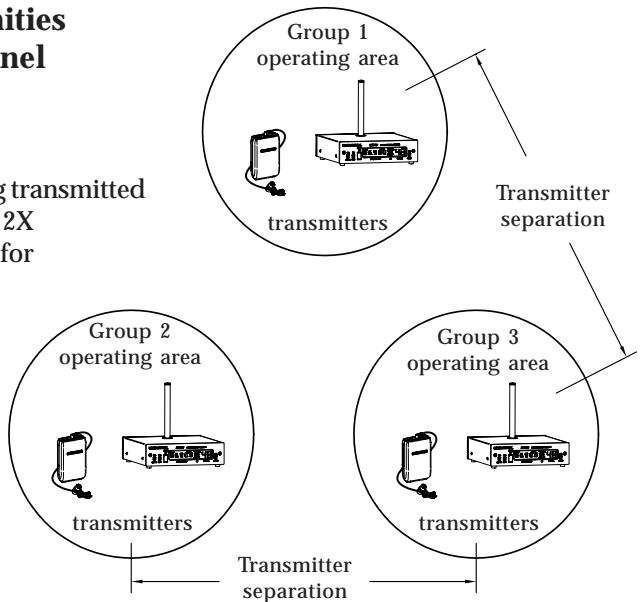 nities
nel
g transmitted
2X
for
Group 1
operating area
transmitters
Transmitter
separation
Group 2
operating area
transmitters
Group 3
operating area
transmitters
Transmitter
separation